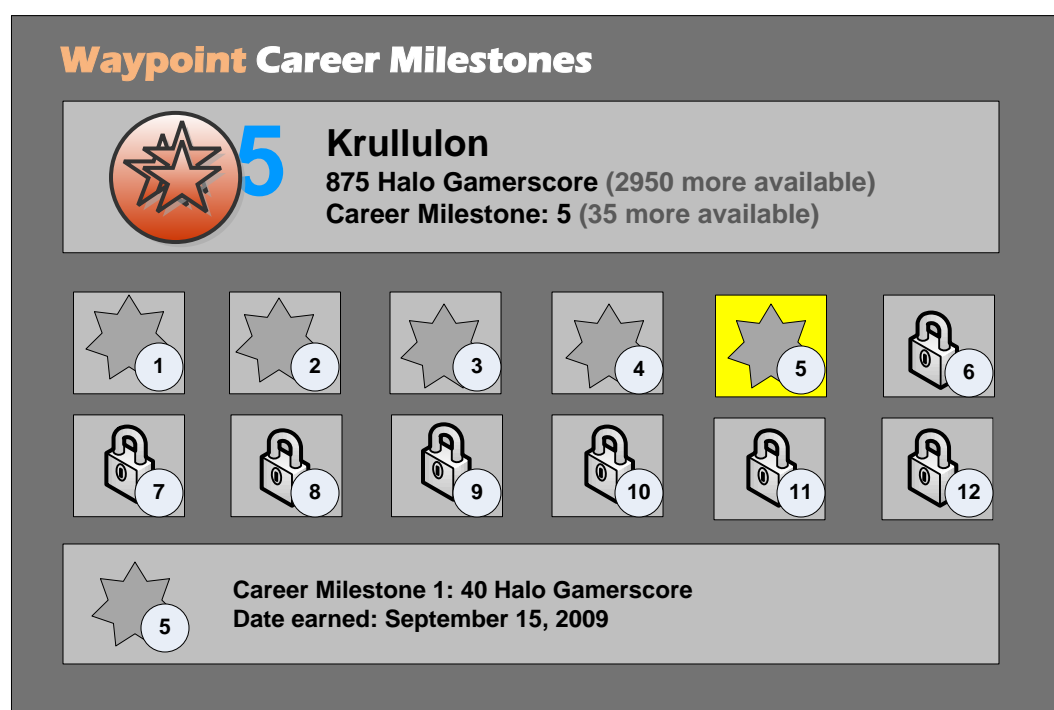 Waypoint Career Milestones
5
Krullulon
875 Halo Gamerscore (2950 more available)
Career Milestone: 5 (35 more available)
1 2 3 4 5 6
7 8 9 10 11 12
5
Career Milestone 1: 40 Halo Gamerscore
Date earned: September 15, 2009